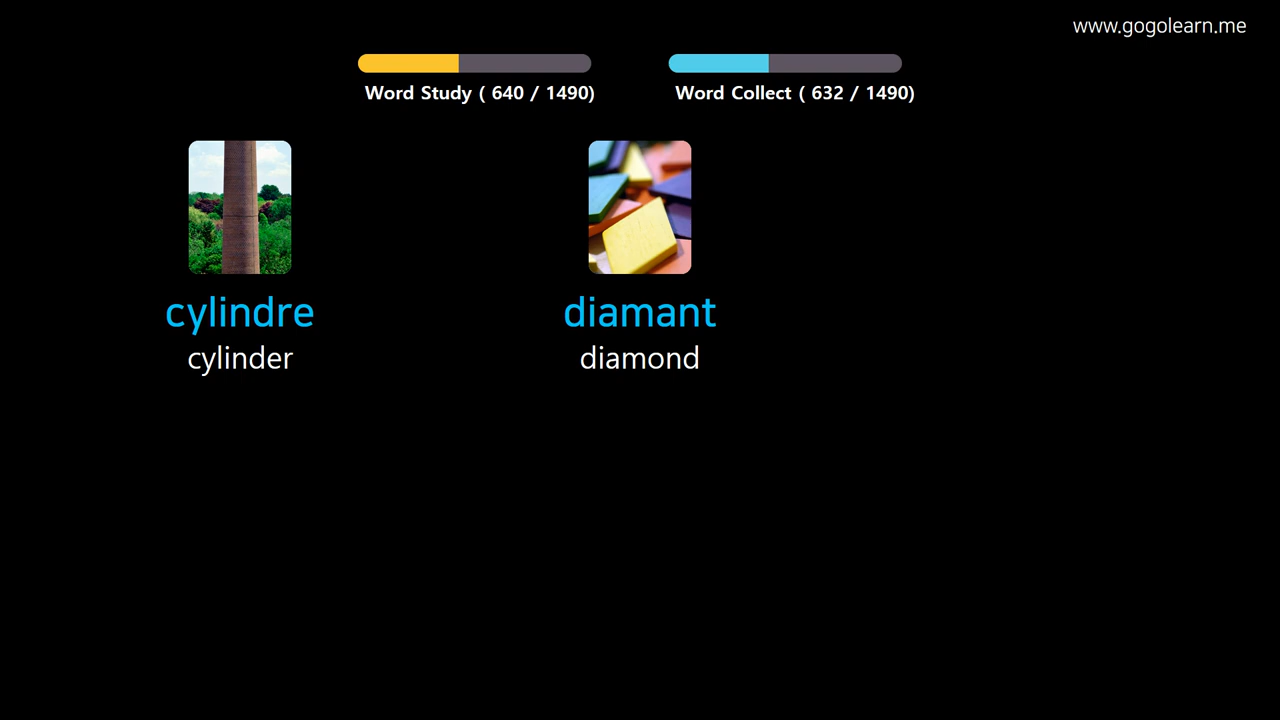 www.gogolearn.me
Word Study ( 640 / 1490)
Word Collect ( 632 / 1490)
cylindre
cylinder
diamant
diamond